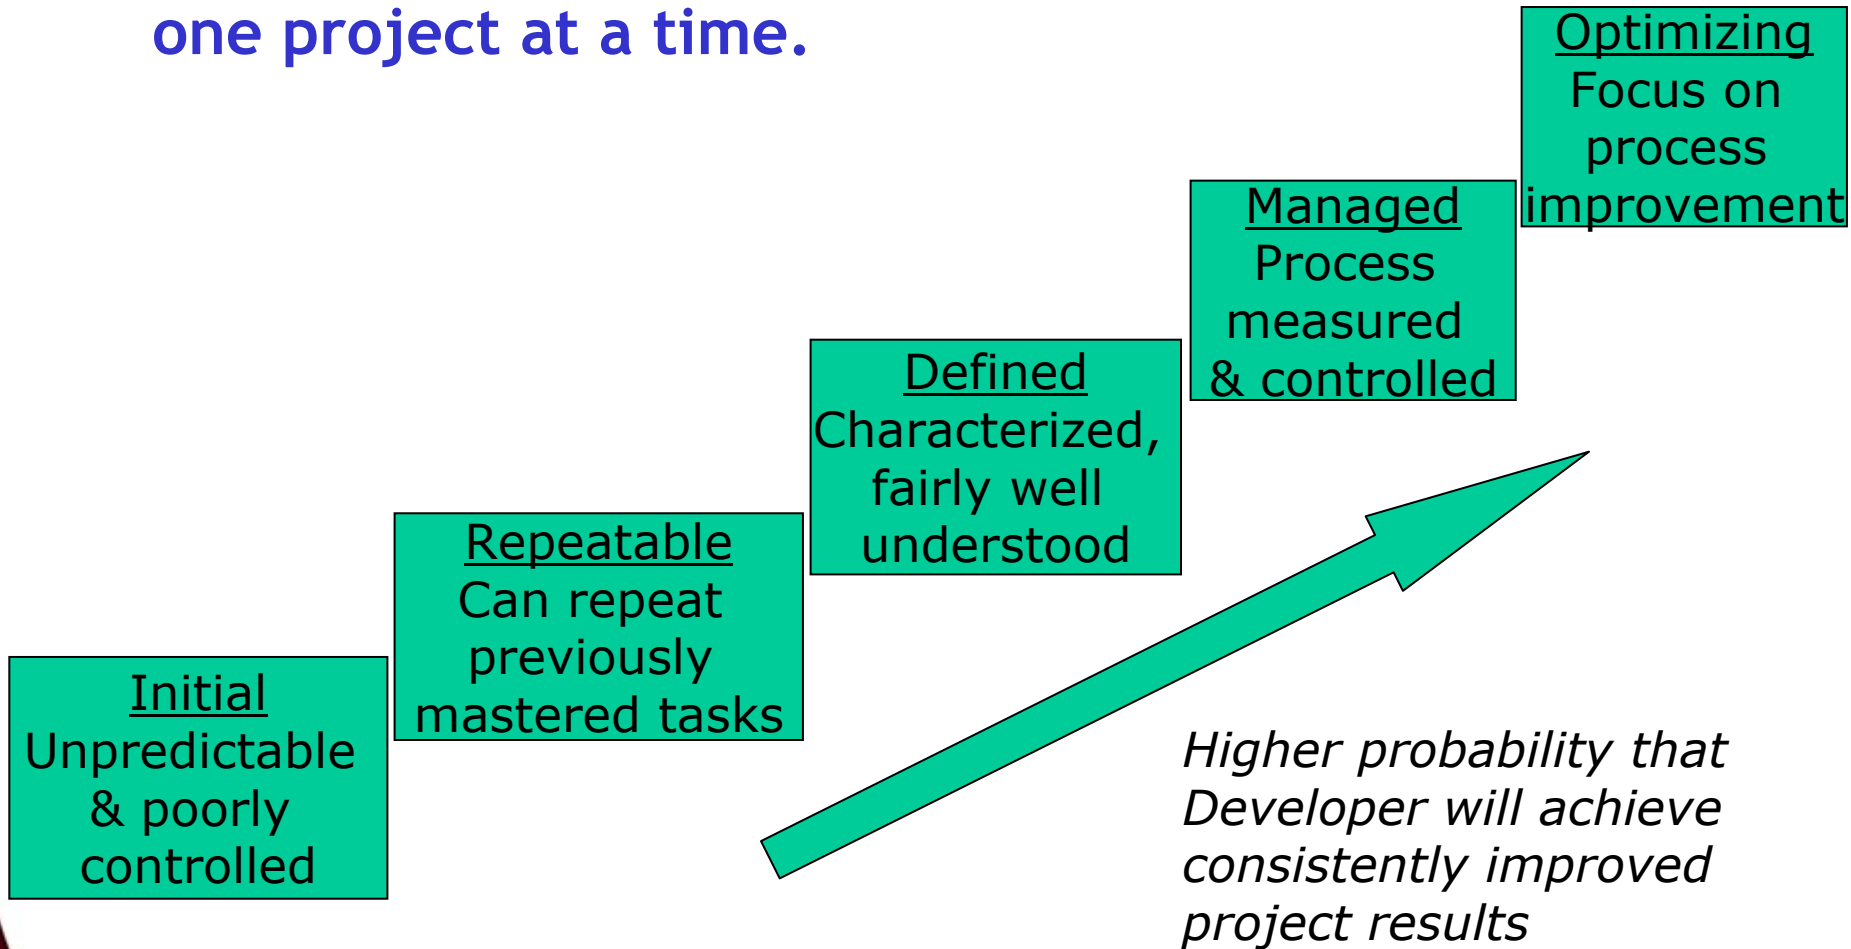 one project at a time.
Optimizing
Focus on
process
improvement
Managed
Process
measured
& controlled
Defined
Characterized,
fairly well
understood
Repeatable
Can repeat
previously
mastered tasks
Initial
Unpredictable
& poorly
controlled
Higher probability that
Developer will achieve
consistently improved
project results